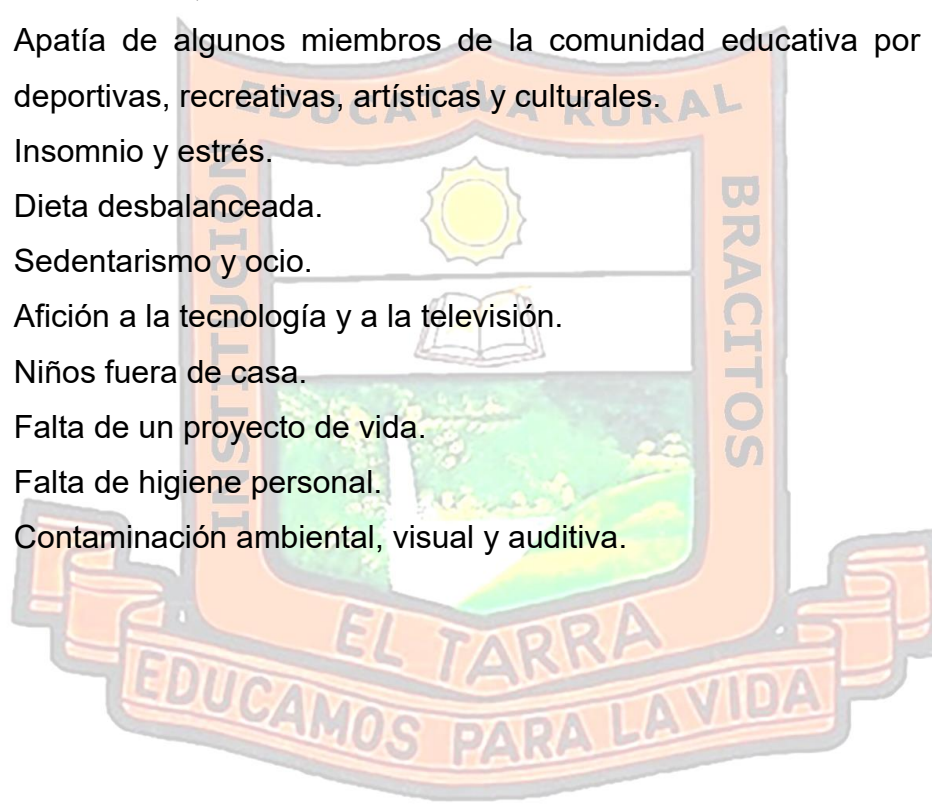 Apatía de algunos miembros de la comunidad educativa por
deportivas, recreativas, artísticas y culturales.
Insomnio y estrés.
Dieta desbalanceada.
Sedentarismo y ocio.
Afición a la tecnología y a la televisión.
Niños fuera de casa.
Falta de un proyecto de vida.
Falta de higiene personal.
Contaminación ambiental, visual y auditiva.
EDUCATIVA RURAL
INSTITUCION
BRACITOS
EL TARRA
EDUCAMOS PARA LA VIDA